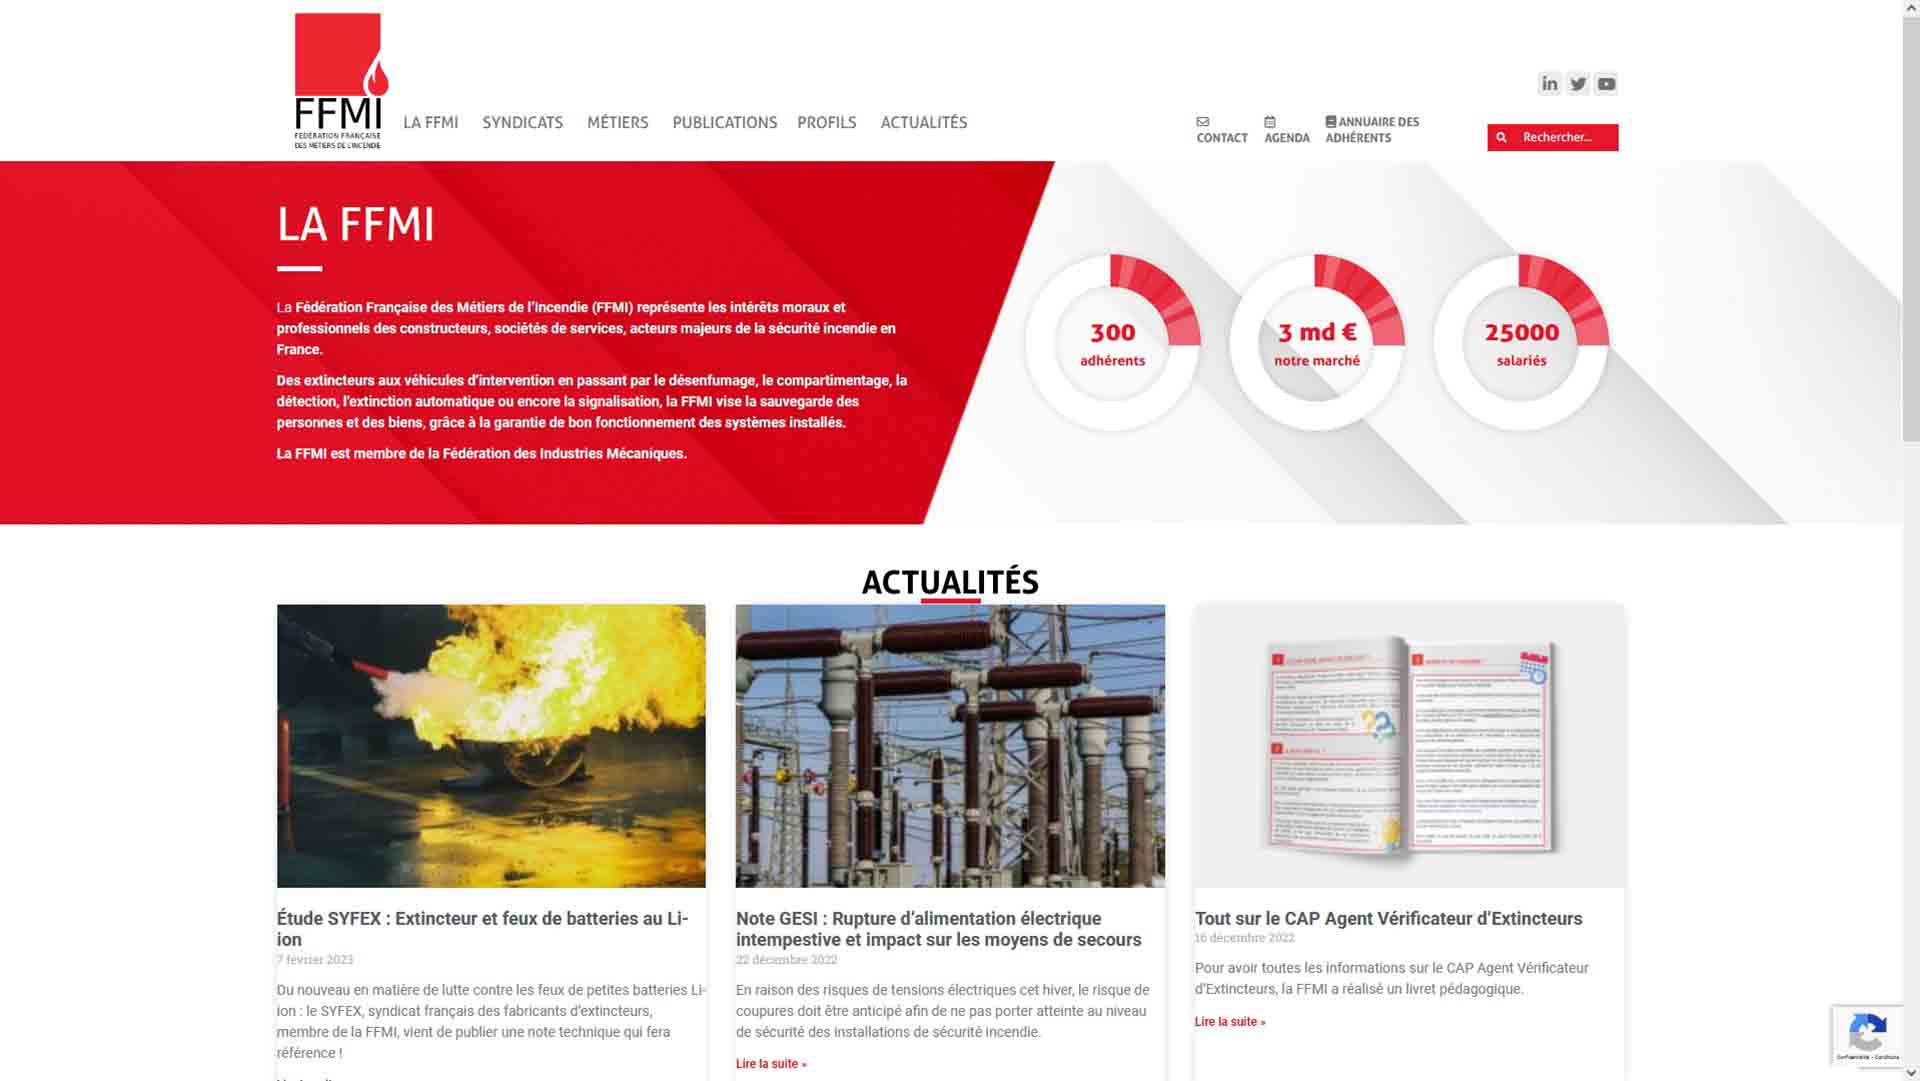 FFMI
FÉDÉRATION FRANÇAISE
DES MÉTIERS DE L'INCENDIE
LA FFMI
SYNDICATS
MÉTIERS
PUBLICATIONS
PROFILS
ACTUALITÉS
CONTACT
AGENDA
ANNUAIRE DES
ADHÉRENTS
Rechercher...
LA FFMI
La Fédération Française des Métiers de l'Incendie (FFMI) représente les intérêts moraux et
professionnels des constructeurs, sociétés de services, acteurs majeurs de la sécurité incendie en
France.
Des extincteurs aux véhicules d'intervention en passant par le désenfumage, le compartimentage, la
détection, l'extinction automatique ou encore la signalisation, la FFMI vise la sauvegarde des
personnes et des biens, grâce à la garantie de bon fonctionnement des systèmes installés.
La FFMI est membre de la Fédération des Industries Mécaniques.
300
adhérents
3 md €
notre marché
25000
salariés
ACTUALITÉS
Étude SYFEX : Extincteur et feux de batteries au Li-
ion
7 février 2023
Du nouveau en matière de lutte contre les feux de petites batteries Li-
ion : le SYFEX, syndicat français des fabricants d'extincteurs,
membre de la FFMI, vient de publier une note technique qui fera
référence !
Note GESI : Rupture d'alimentation électrique
intempestive et impact sur les moyens de secours
22 décembre 2022
En raison des risques de tensions électriques cet hiver, le risque de
coupures doit être anticipé afin de ne pas porter atteinte au niveau
de sécurité des installations de sécurité incendie.
Lire la suite »
Tout sur le CAP Agent Vérificateur d'Extincteurs
16 décembre 2022
Pour avoir toutes les informations sur le CAP Agent Vérificateur
d'Extincteurs, la FFMI a réalisé un livret pédagogique.
Lire la suite »
Confidentialité - Conditions